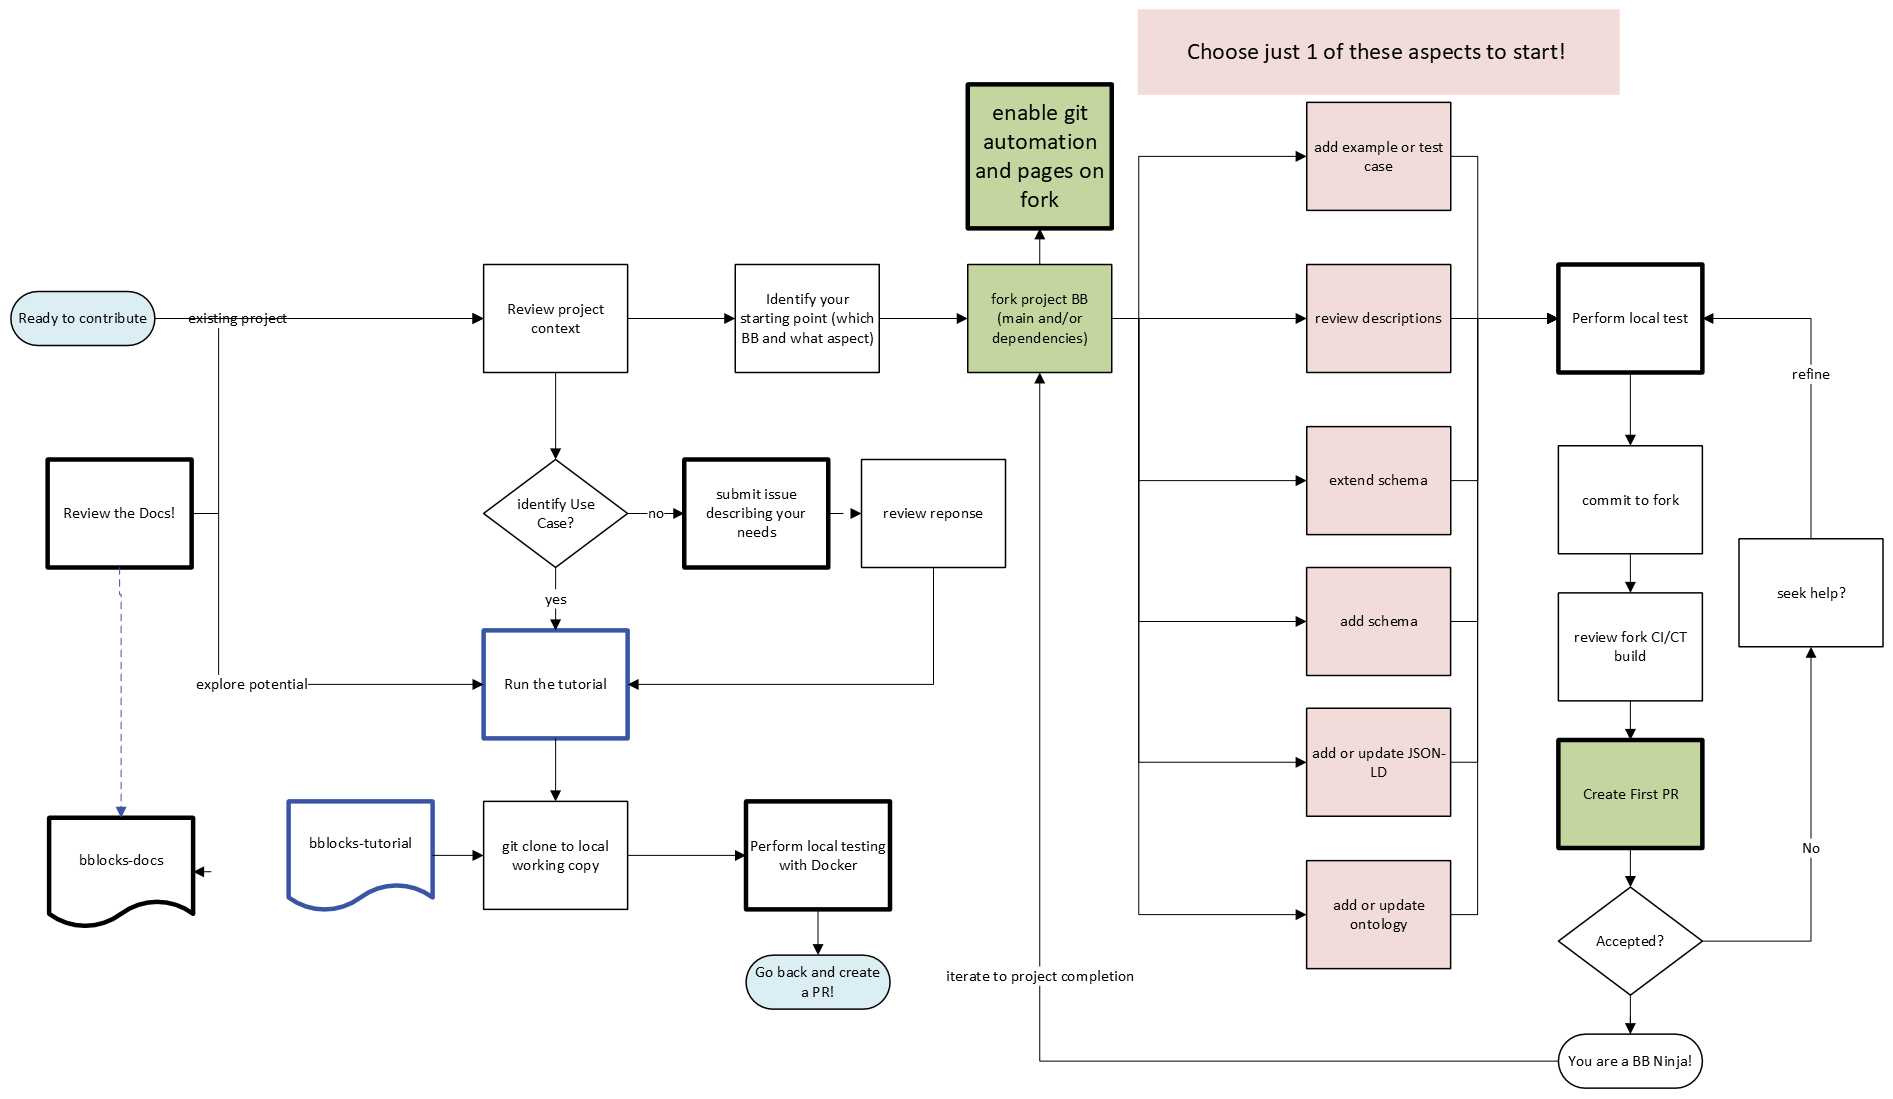 Choose just 1 of these aspects to start!
enable git
automation
and pages on
fork
add example or test
case
Ready to contribute
existing project
Review project
context
Identify your
starting point (which
BB and what aspect)
fork project BB
(main and/or
dependencies)
review descriptions
Perform local test
refine
Review the Docs!
identify Use
Case?
no
submit issue
describing your
needs
review reponse
extend schema
commit to fork
seek help?
yes
explore potential
Run the tutorial
add schema
review fork CI/CT
build
add or update JSON-
LD
Create First PR
No
bblocks-docs
bblocks-tutorial
git clone to local
working copy
Perform local testing
with Docker
add or update
ontology
Accepted?
Go back and create
a PR!
iterate to project completion
You are a BB Ninja!